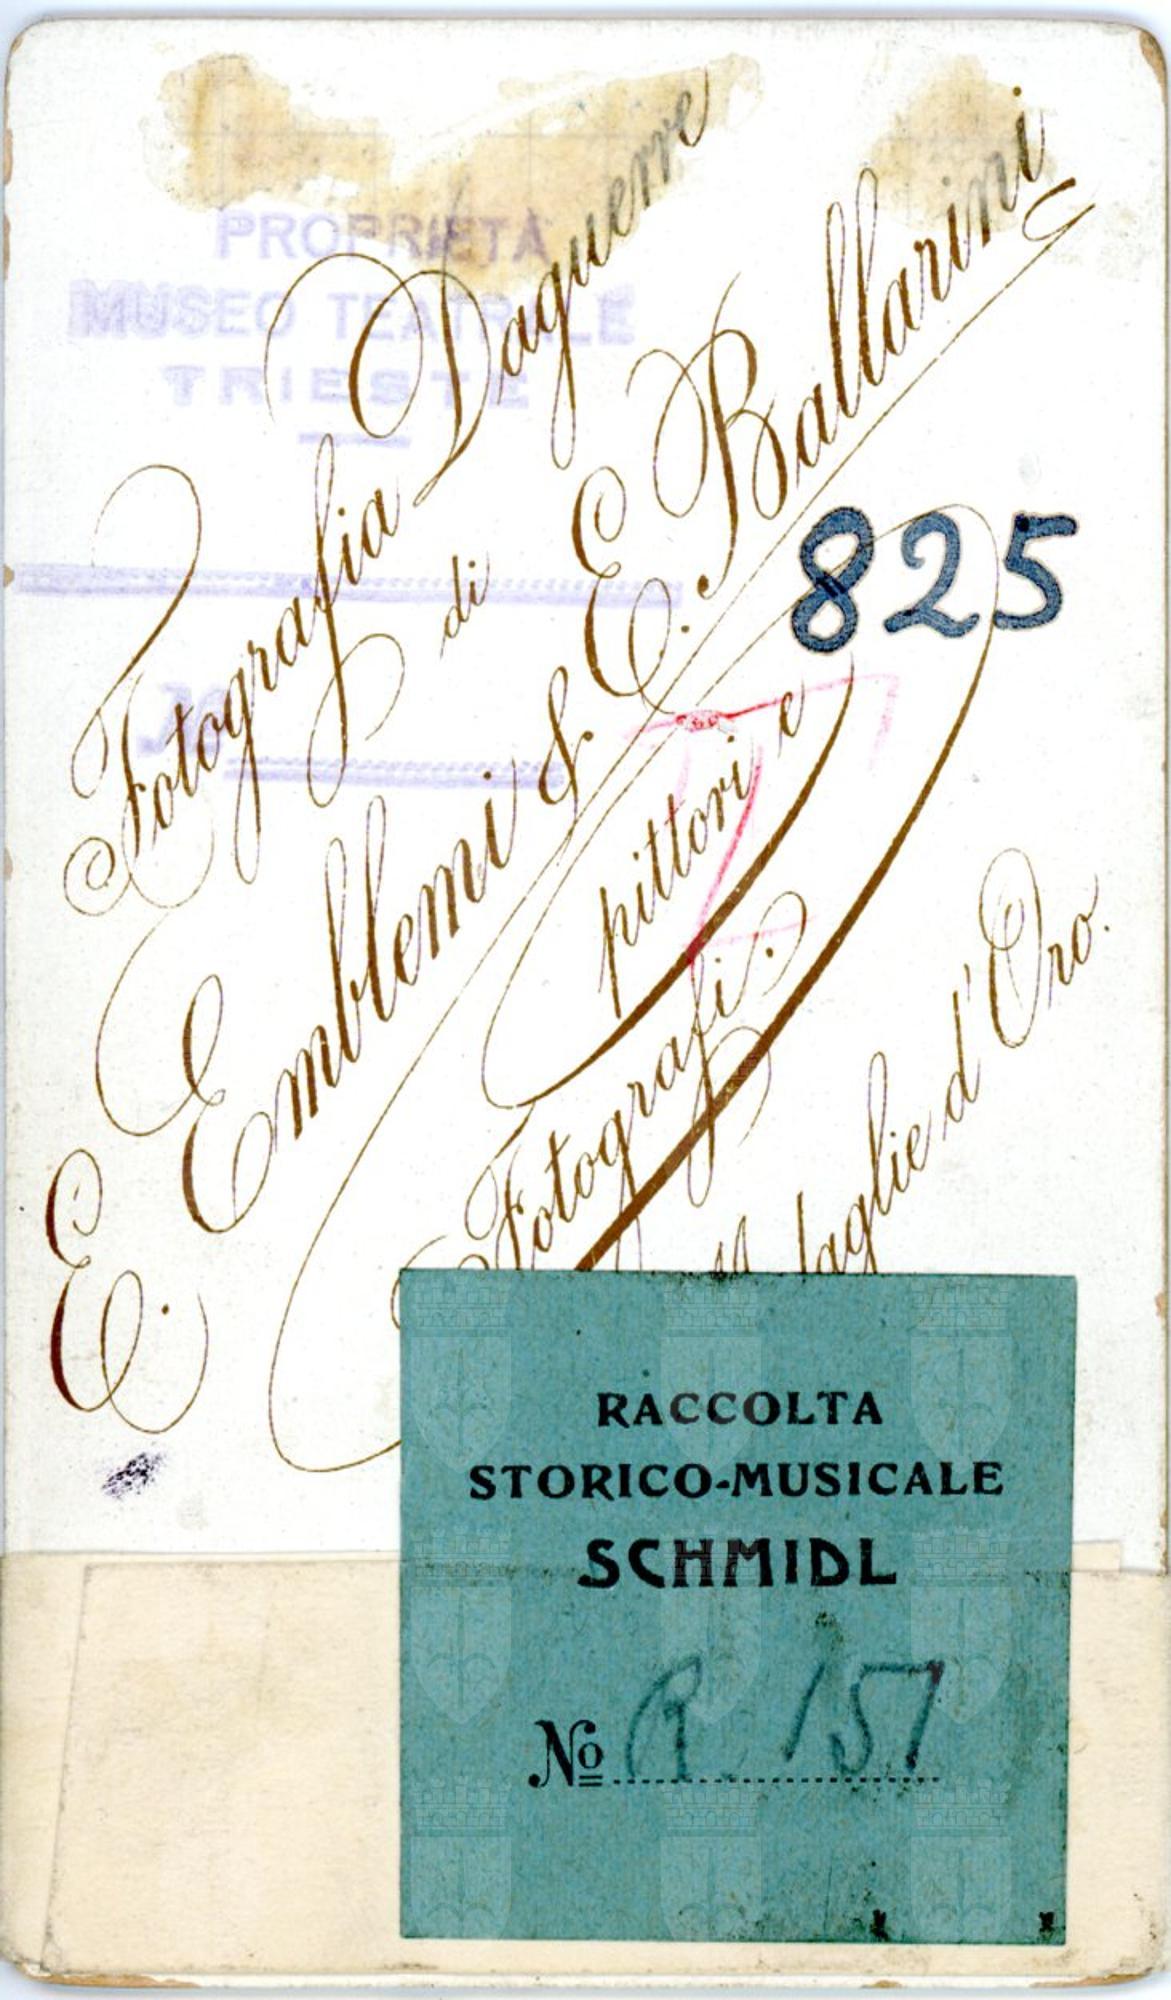 PROPRIETÀ
MUSEO TEATRALE
TRIESTE
No
Fotografia Daguerre
di
E. Emblemi & E. Ballarini
825
pittori e
Fotografi.
d'Oro.
RACCOLTA
STORICO-MUSICALE
SCHMIDL
No R 157